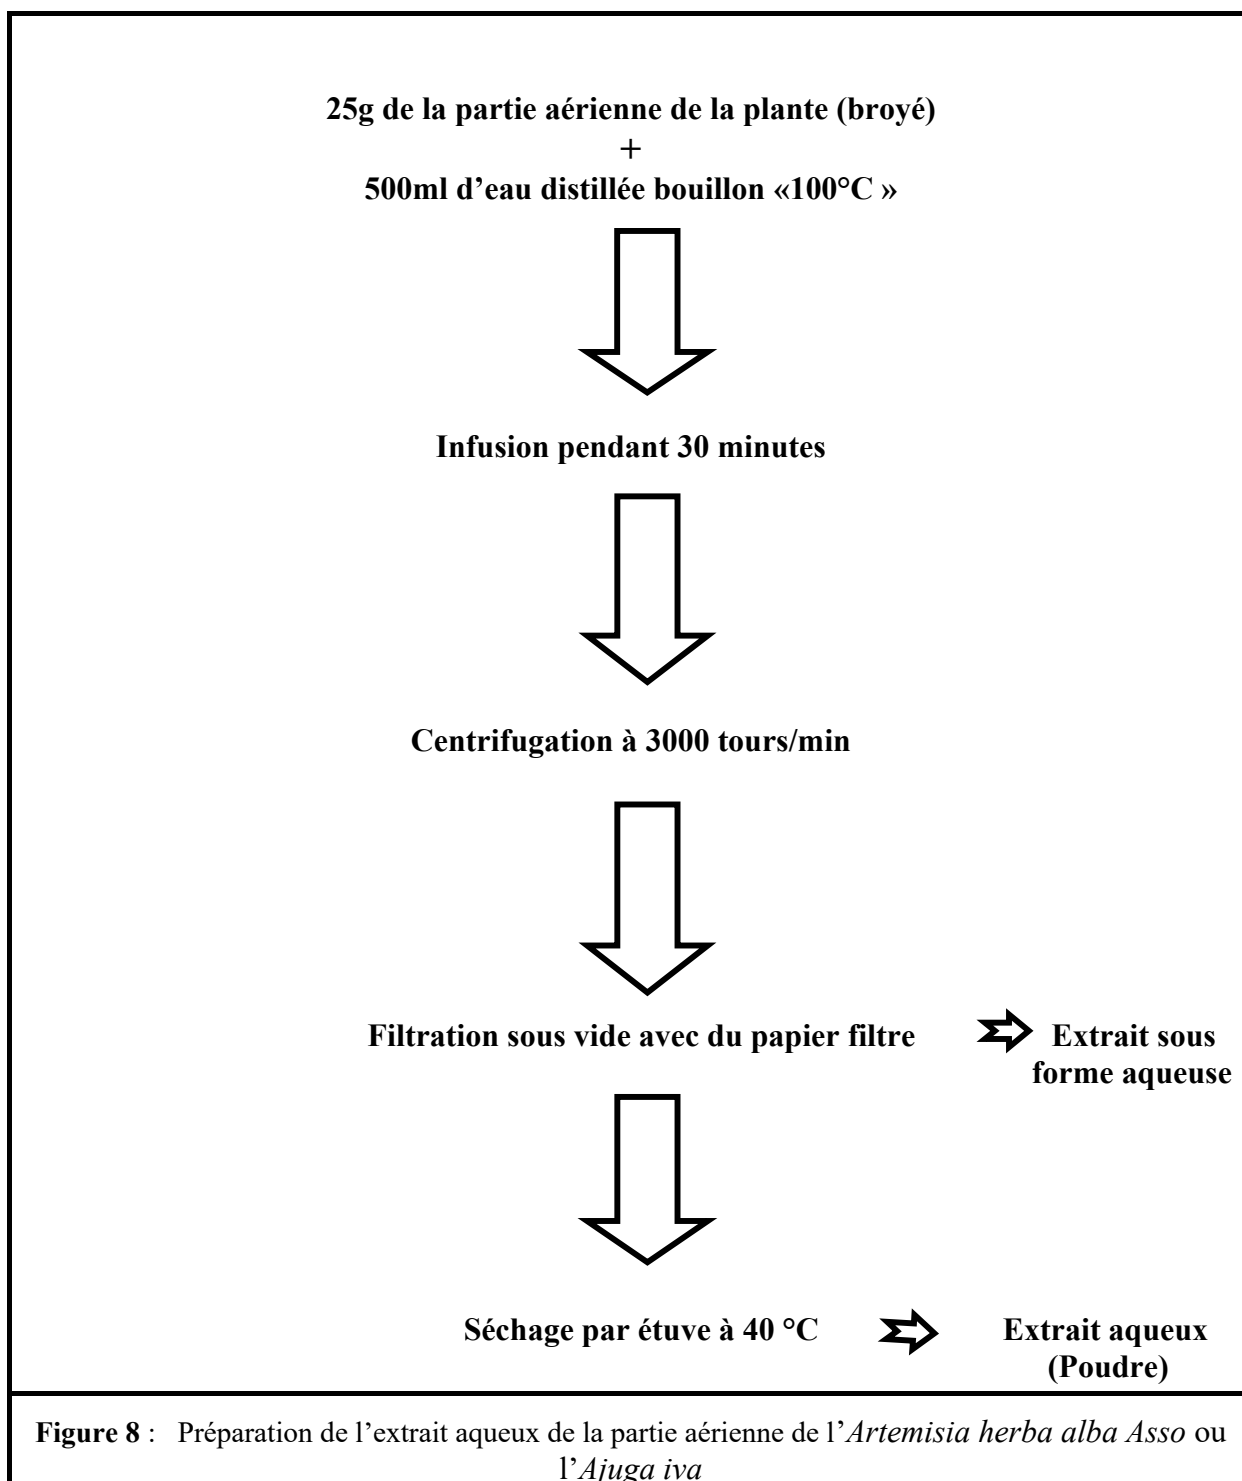 25g de la partie aérienne de la plante (broyé)
+
500ml d’eau distillée bouillon «100°C »
Infusion pendant 30 minutes
Centrifugation à 3000 tours/min
Filtration sous vide avec du papier filtre
Extrait sous
forme aqueuse
Séchage par étuve à 40 °C
Extrait aqueux
(Poudre)
Figure 8 : Préparation de l’extrait aqueux de la partie aérienne de l’Artemisia herba alba Asso ou
l’Ajuga iva